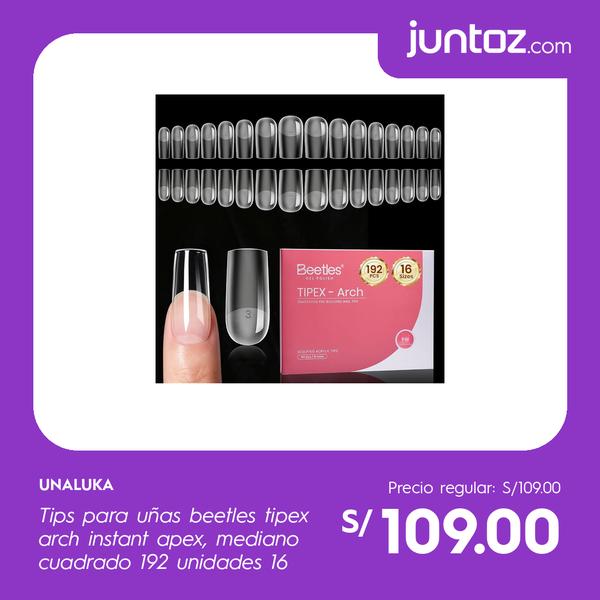 juntoz.com
Beetles®
GEL POLISH
192
PCS
16
Sizes
TIPEX - Arch
3
UNALUKA
Tips para uñas beetles tipex
arch instant apex, mediano
cuadrado 192 unidades 16
Precio regular: S/109.00
S/109.00